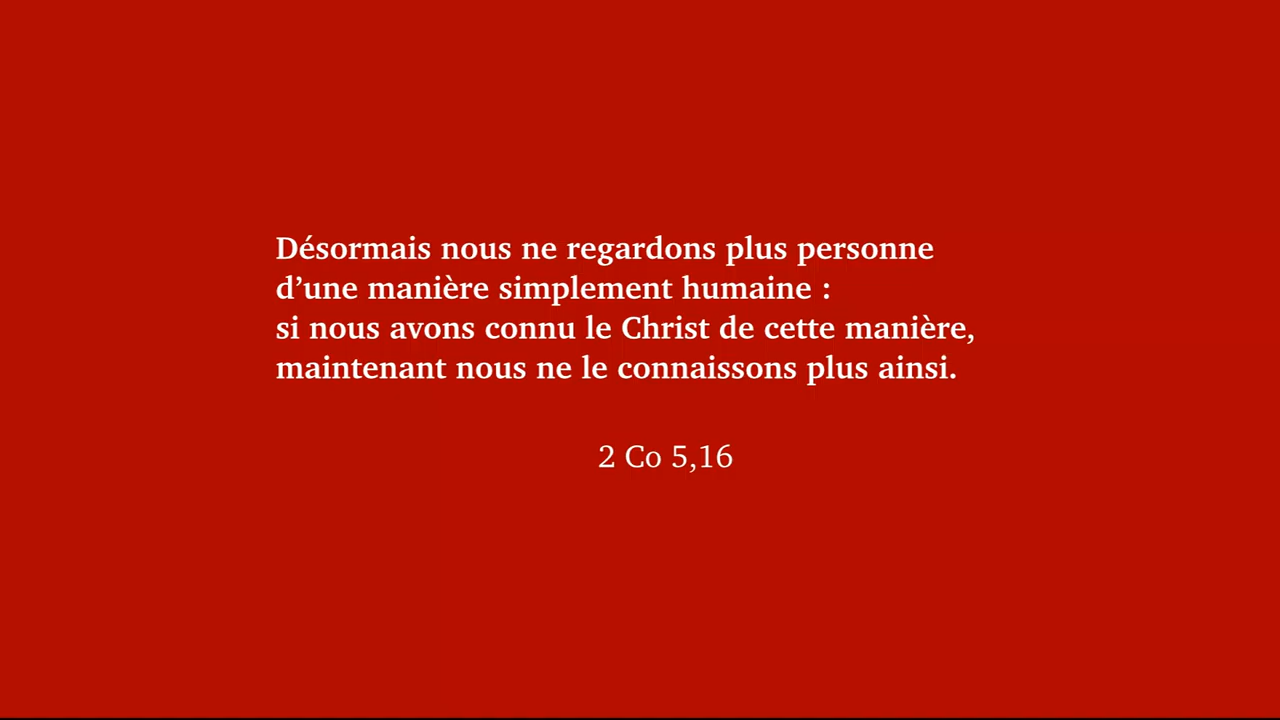 Désormais nous ne regardons plus personne
d’une manière simplement humaine :
si nous avons connu le Christ de cette manière,
maintenant nous ne le connaissons plus ainsi.
2 Co 5,16